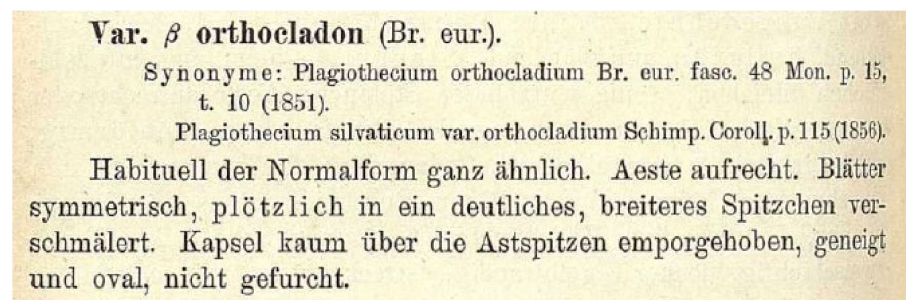 Var. β orthocladon (Br. eur.).
Synonyme: Plagiothecium orthocladium Br. eur. fasc. 48 Mon. p. 15,
t. 10 (1851).
Plagiothecium silvaticum var. orthocladium Schimp. Coroll. p. 115 (1856).
Habituell der Normalform ganz ähnlich. Aeste aufrecht. Blätter
symmetrisch, plötzlich in ein deutliches, breiteres Spitzchen ver-
schmälert. Kapsel kaum über die Astspitzen emporgehoben, geneigt
und oval, nicht gefurcht.